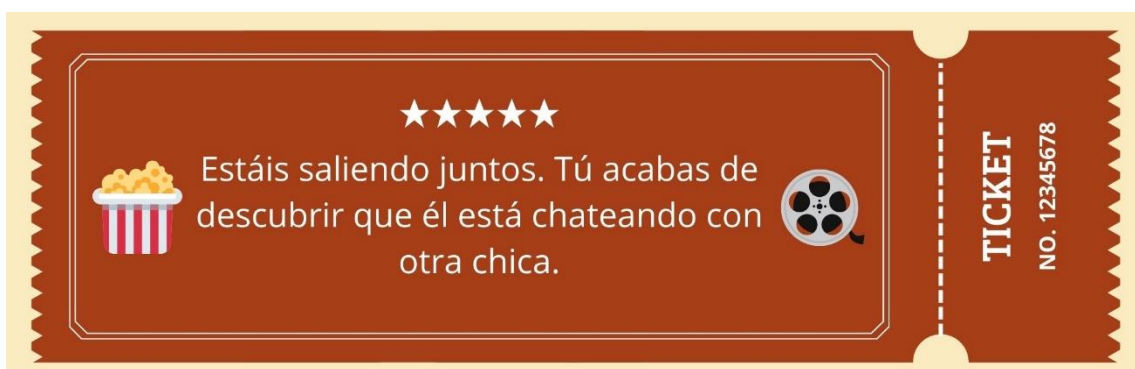 Estáis saliendo juntos. Tú acabas de
descubrir que él está chateando con
otra chica.
TICKET
NO. 12345678